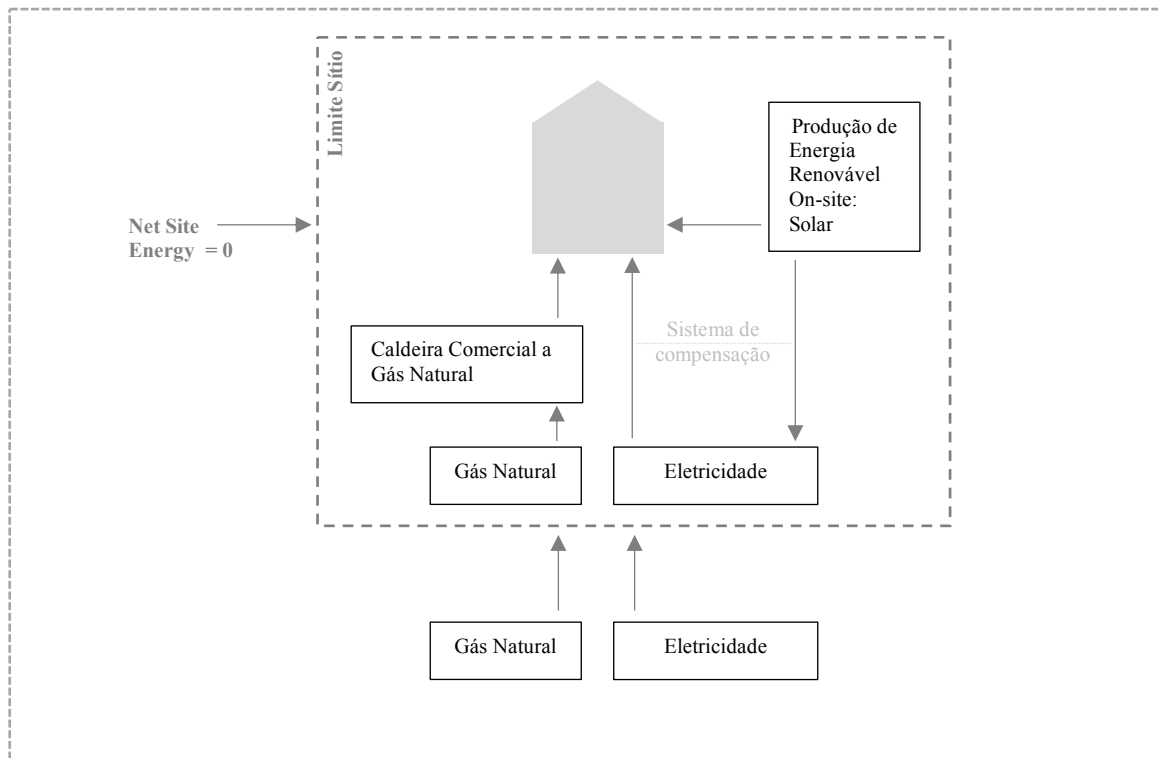 Limite Sítio
Produção de
Energia
Renovável
On-site:
Solar
Net Site
Energy = 0
Sistema de
compensação
Caldeira Comercial a
Gás Natural
Gás Natural
Eletricidade
Gás Natural
Eletricidade